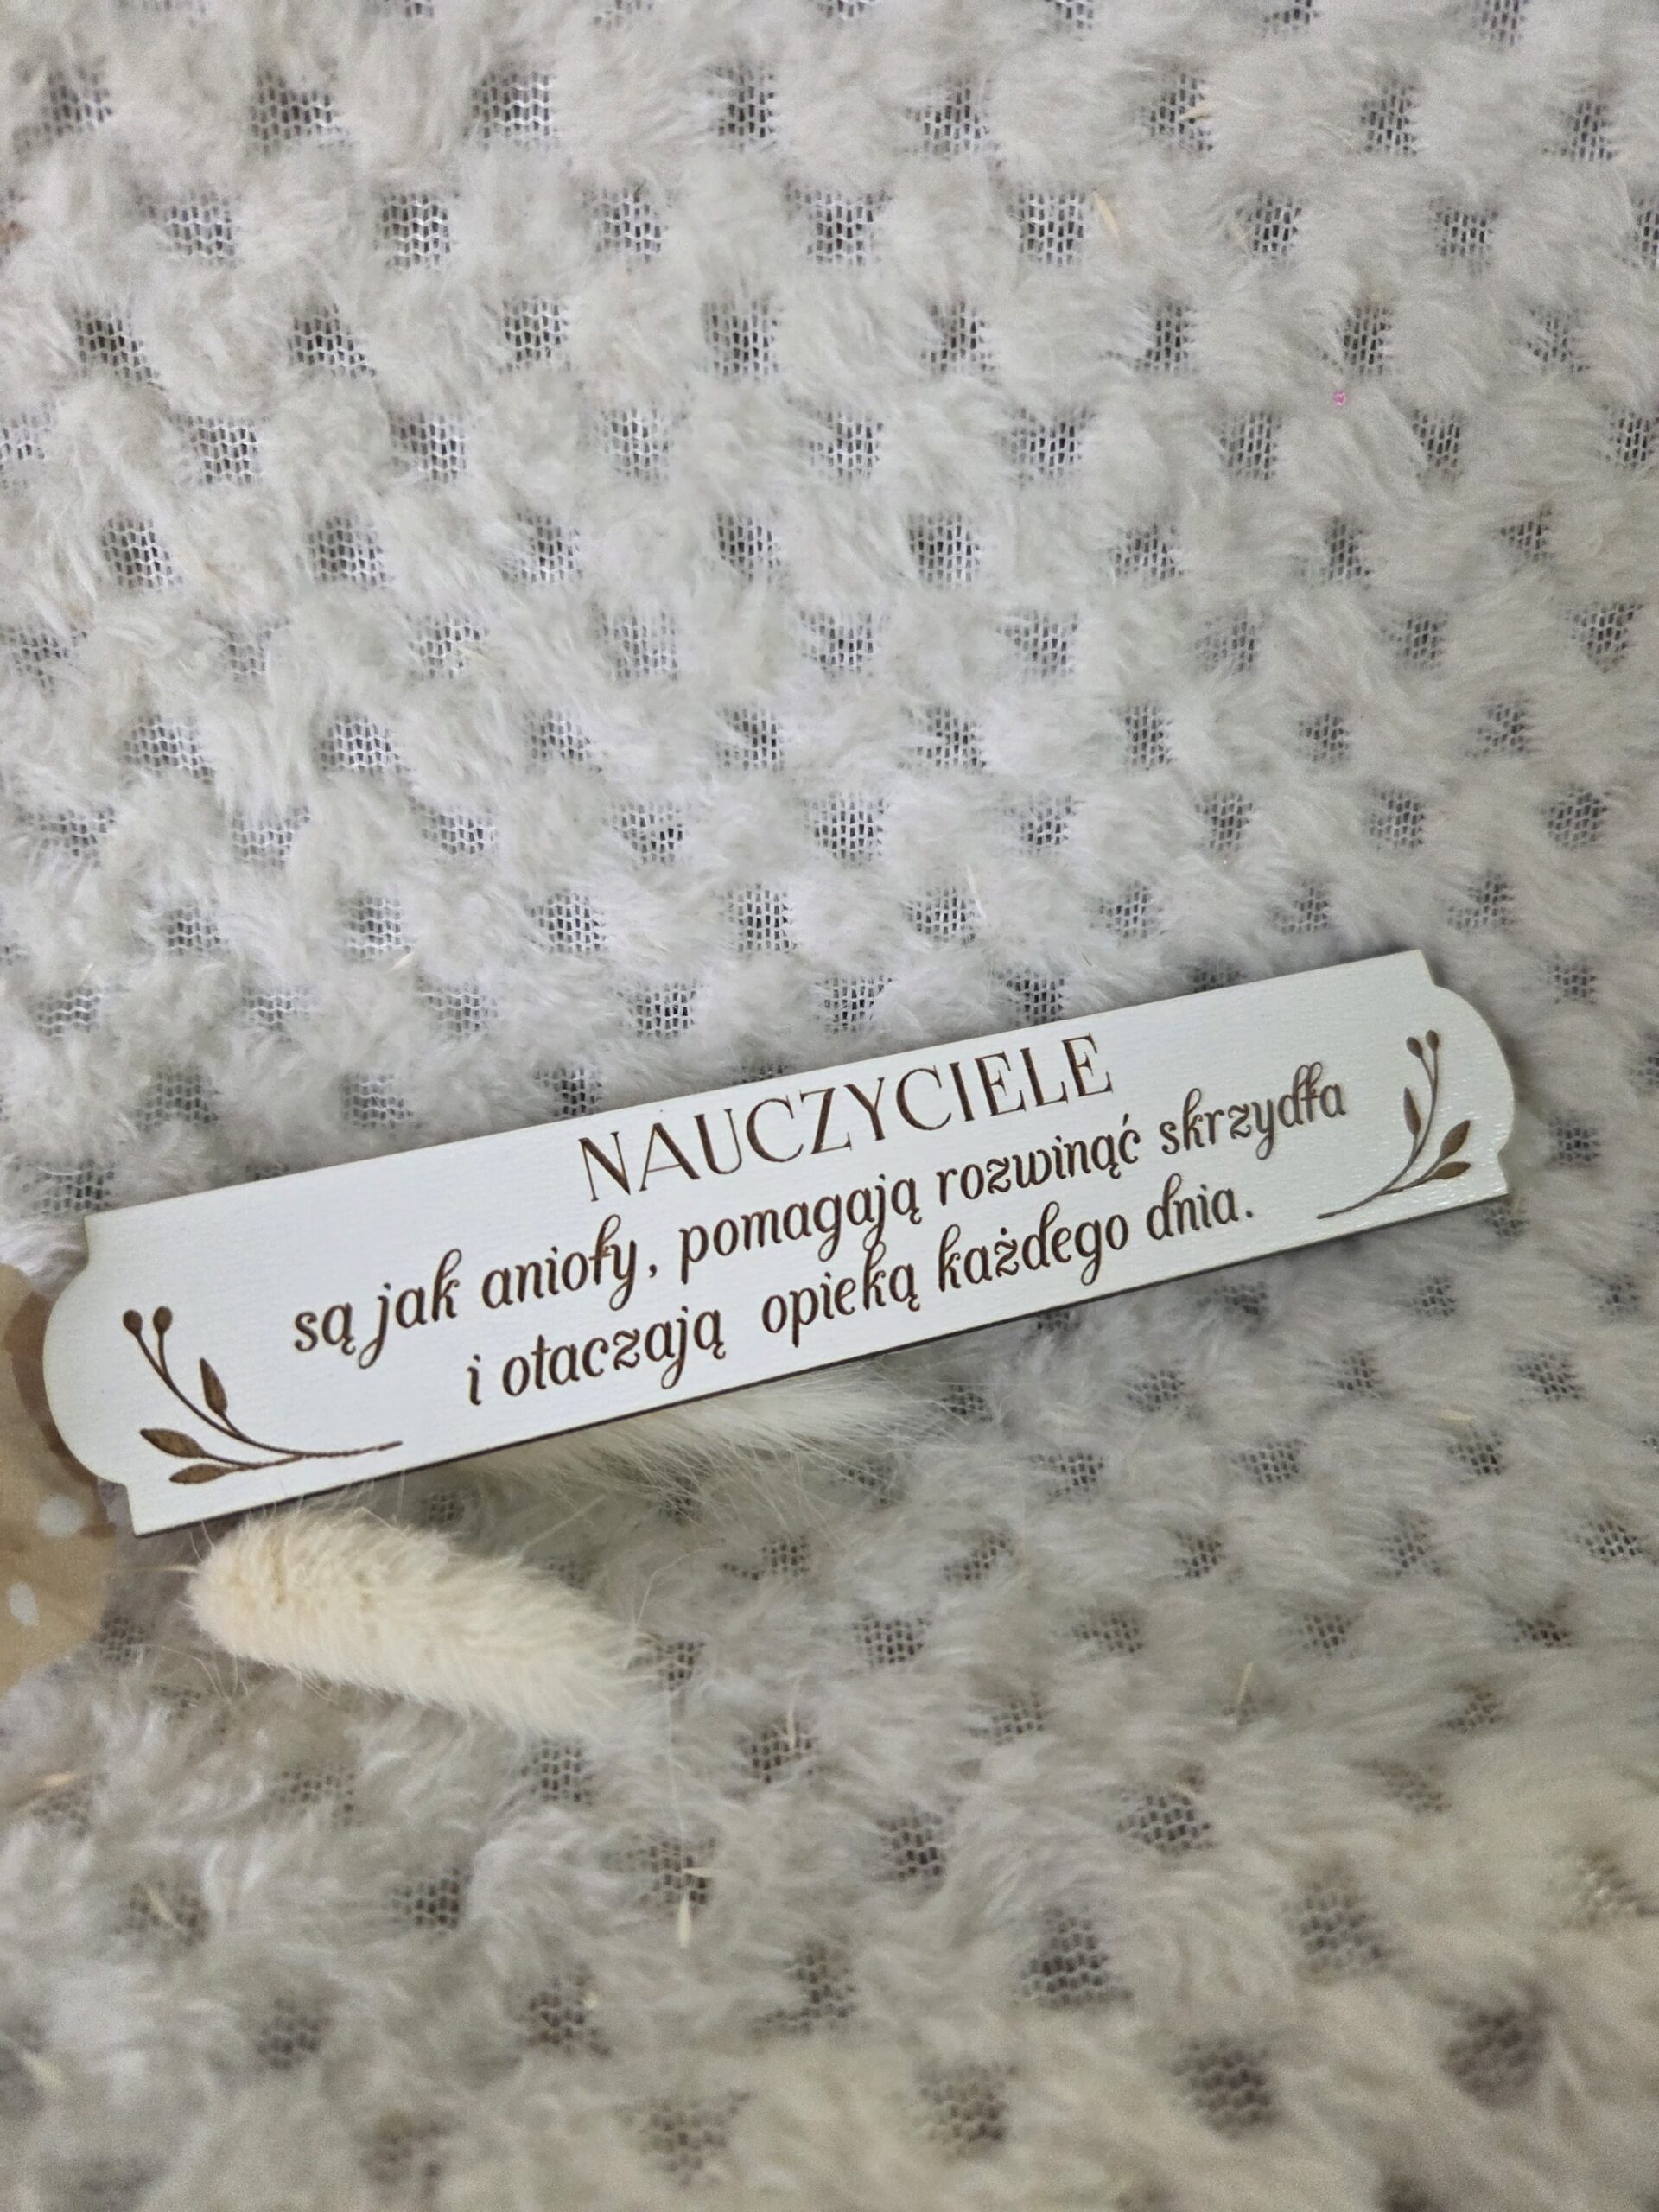 NAUCZYCIELE
są jak anioły, pomagają rozwinąć skrzydła
i otaczają opieką każdego dnia.